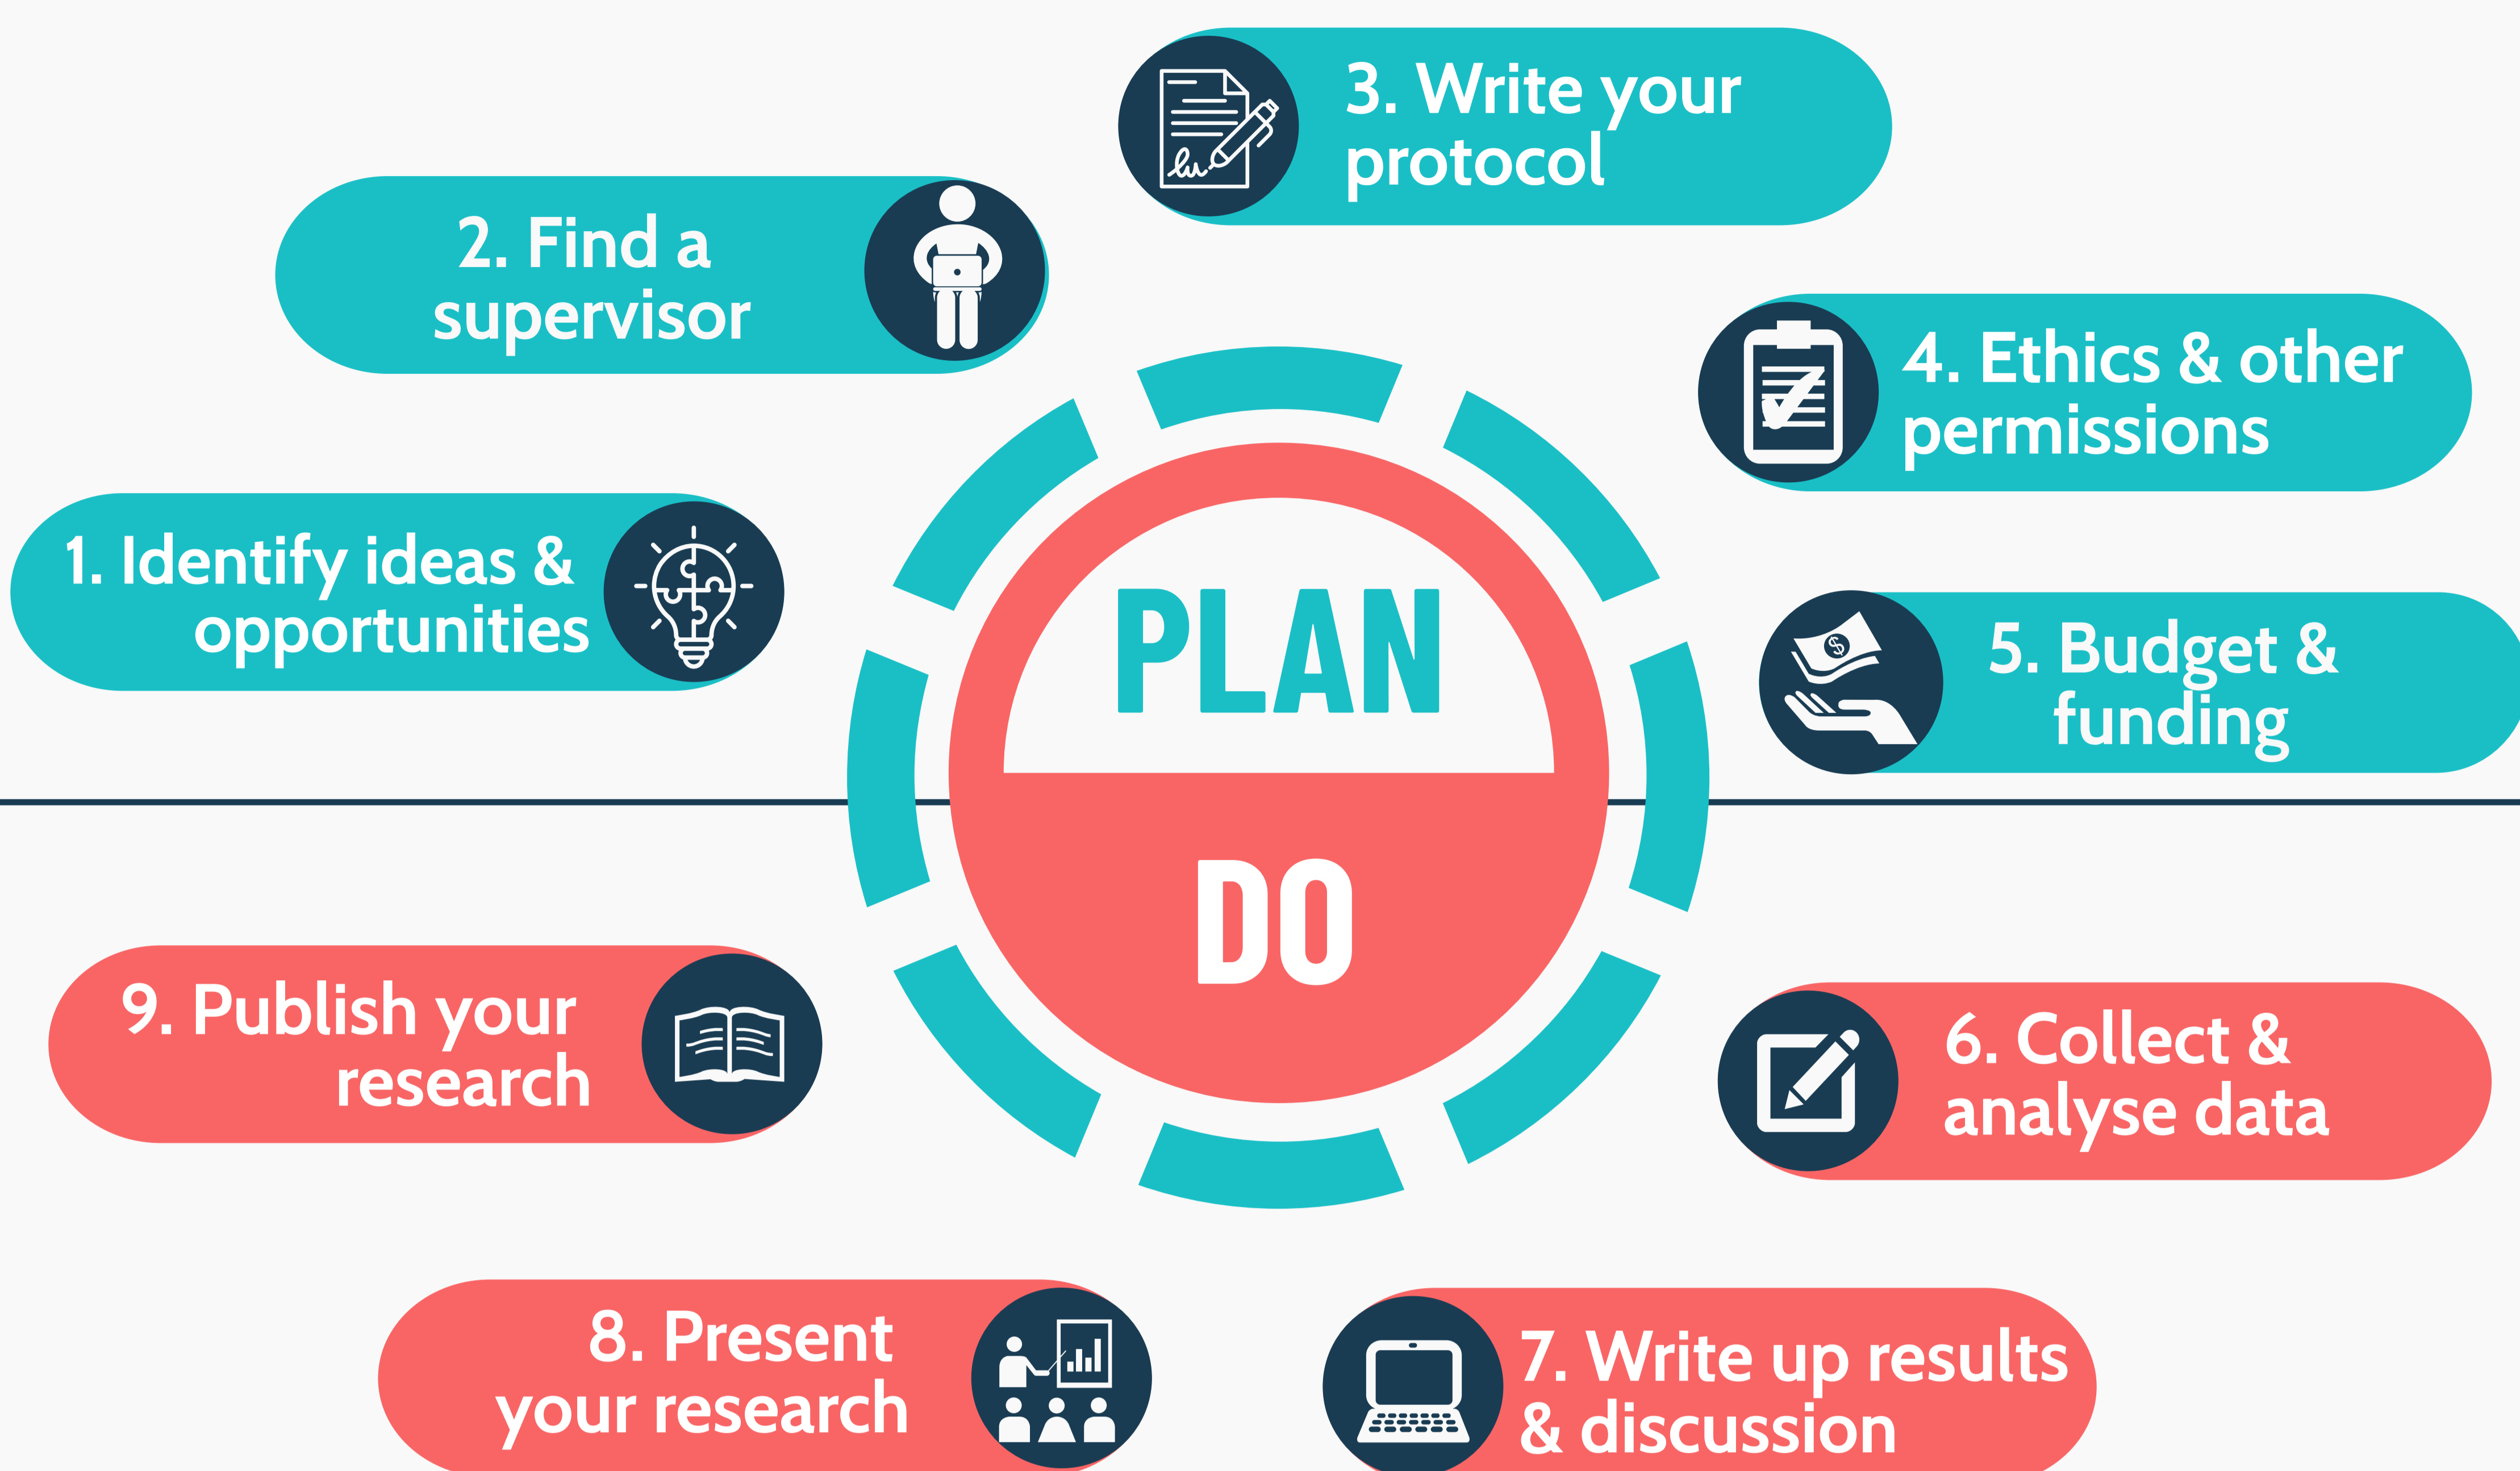 1. Identify ideas &
opportunities
2. Find a
supervisor
3. Write your
protocol
4. Ethics & other
permissions
5. Budget &
funding
PLAN
DO
6. Collect &
analyse data
7. Write up results
& discussion
8. Present
your research
9. Publish your
research
$